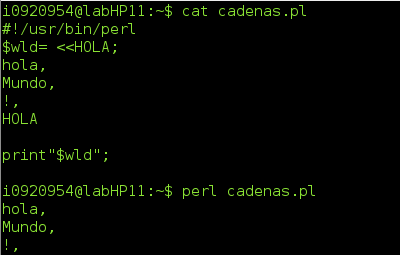 i0920954@labHP11:~$ cat cadenas.pl
#!/usr/bin/perl
$wld= <<HOLA;
hola,
Mundo,
!,
HOLA
print"$wld";
i0920954@labHP11:~$ perl cadenas.pl
hola,
Mundo,
!,